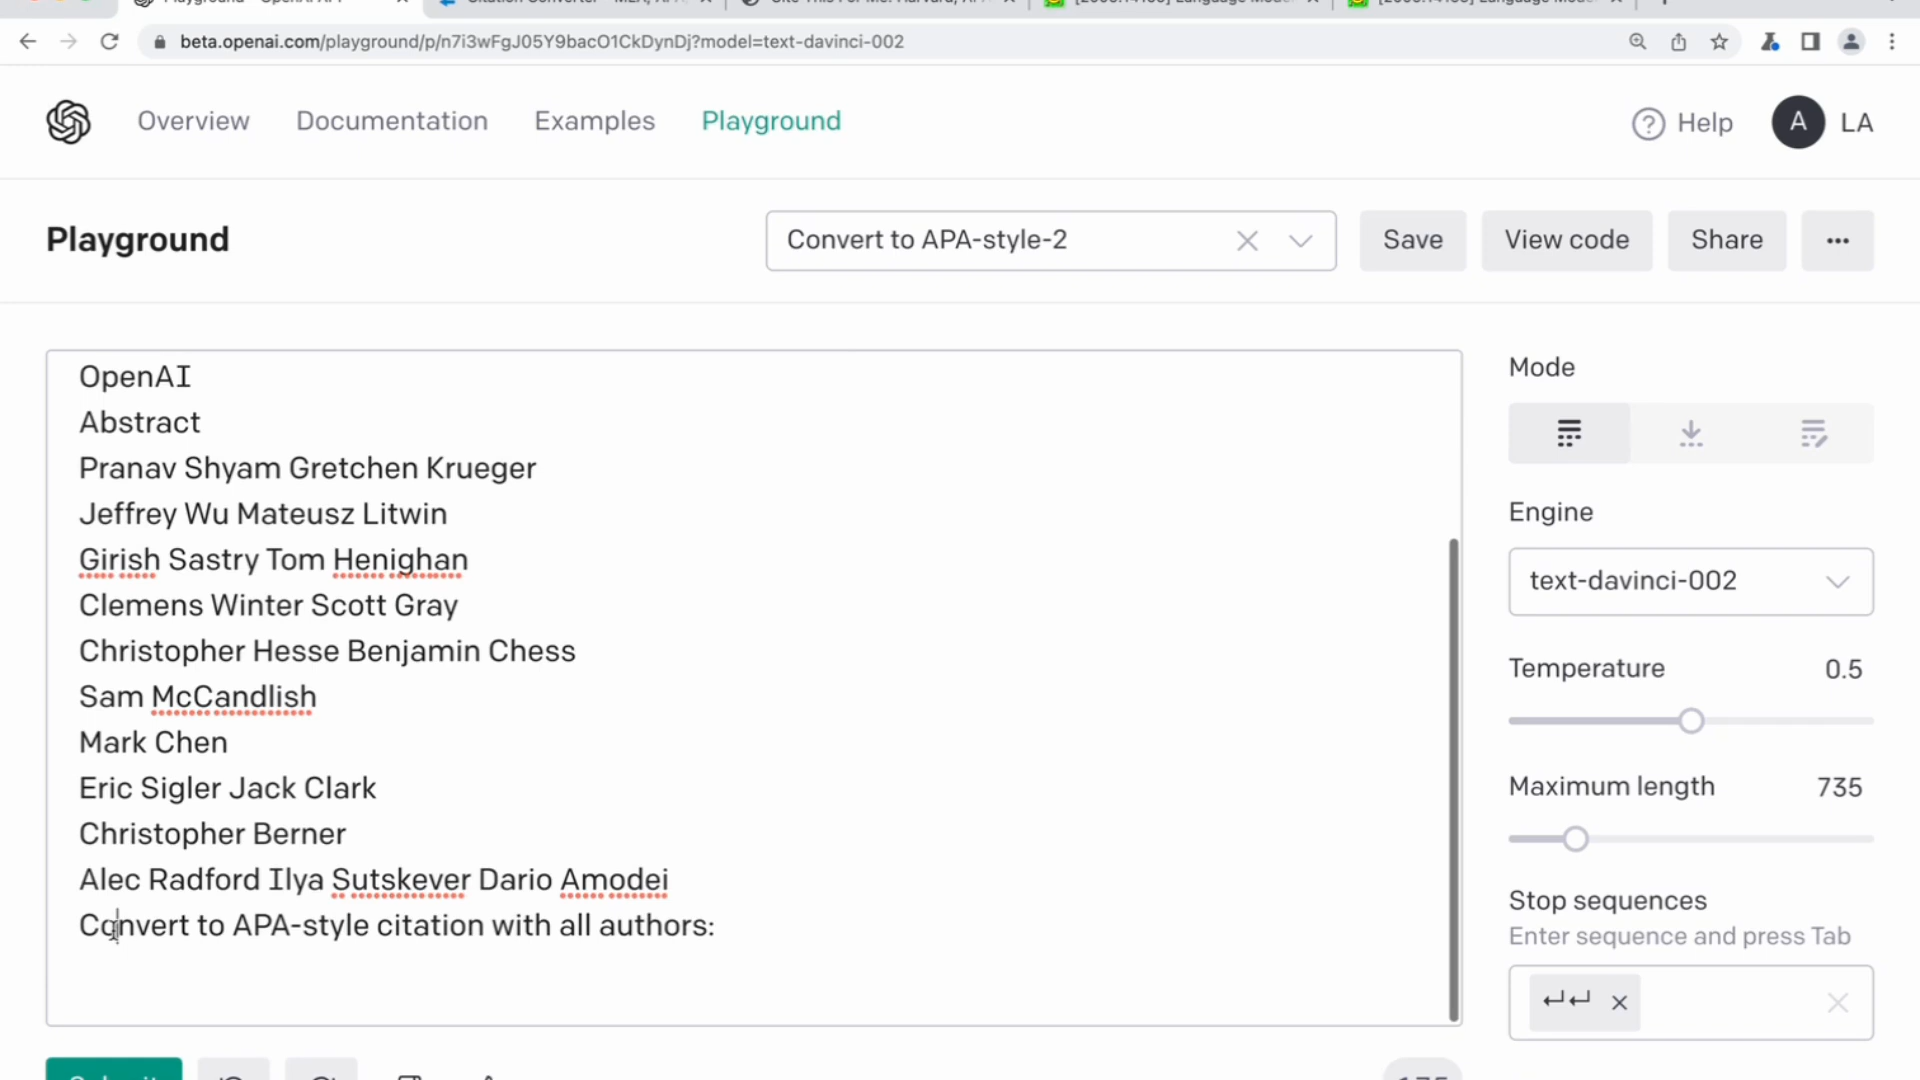 beta.openai.com/playground/p/n7i3wFgJ05Y9bacO1CkDynDj?model=text-davinci-002
Overview Documentation Examples Playground Help A LA
Playground Convert to APA-style-2 Save View code Share
OpenAI
Abstract
Pranav Shyam Gretchen Krueger
Jeffrey Wu Mateusz Litwin
Girish Sastry Tom Henighan
Clemens Winter Scott Gray
Christopher Hesse Benjamin Chess
Sam McCandlish
Mark Chen
Eric Sigler Jack Clark
Christopher Berner
Alec Radford Ilya Sutskever Dario Amodei
Convert to APA-style citation with all authors:
Mode
Engine
text-davinci-002
Temperature 0.5
Maximum length 735
Stop sequences
Enter sequence and press Tab